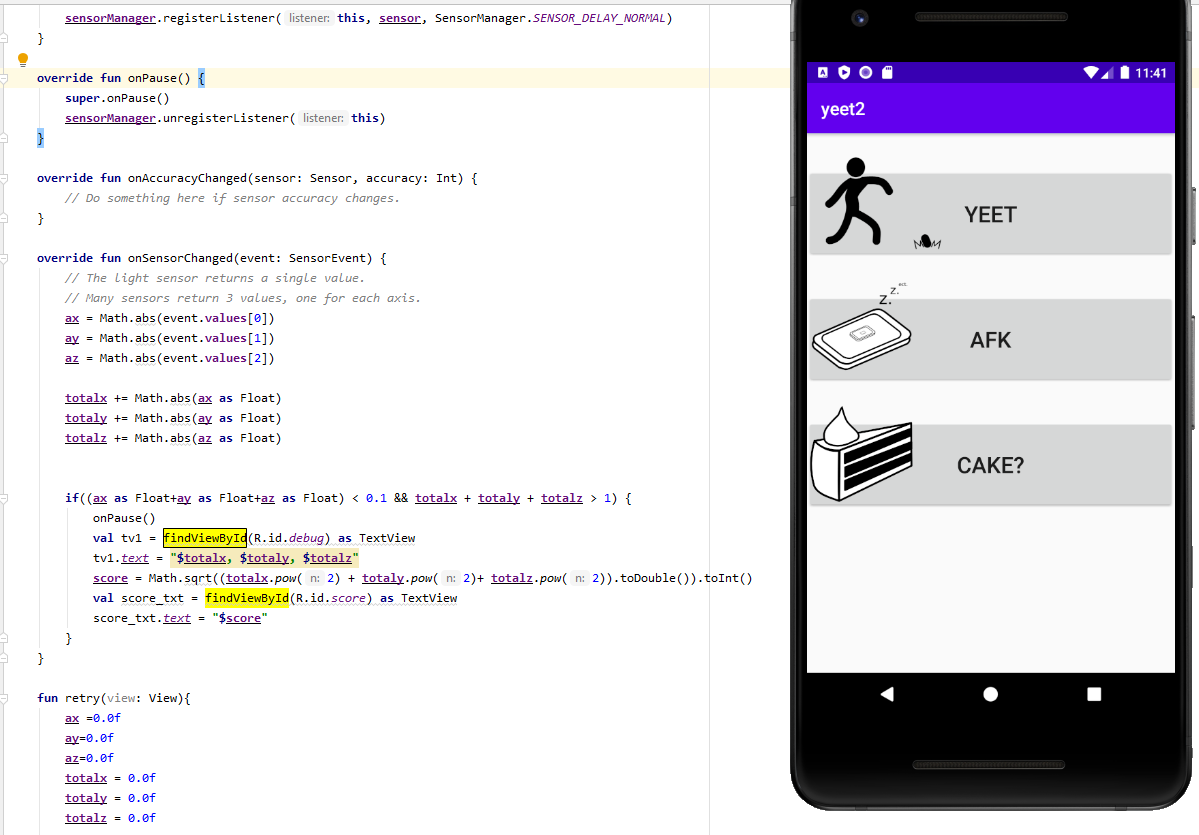 sensorManager.registerListener( listener: this, sensor, SensorManager.SENSOR_DELAY_NORMAL)
}
override fun onPause() {
super.onPause()
sensorManager.unregisterListener( listener: this)
}
override fun onAccuracyChanged(sensor: Sensor, accuracy: Int) {
// Do something here if sensor accuracy changes.
}
override fun onSensorChanged(event: SensorEvent) {
// The light sensor returns a single value.
// Many sensors return 3 values, one for each axis.
ax = Math.abs(event.values[0])
ay = Math.abs(event.values[1])
az = Math.abs(event.values[2])
totalx += Math.abs(ax as Float)
totaly += Math.abs(ay as Float)
totalz += Math.abs(az as Float)
if((ax as Float+ay as Float+az as Float) < 0.1 && totalx + totaly + totalz > 1) {
onPause()
val tv1 = findViewById(R.id.debug) as TextView
tv1.text = "$totalx, $totaly, $totalz"
score = Math.sqrt((totalx.pow( n: 2) + totaly.pow( n: 2)+ totalz.pow( n: 2)).toDouble()).toInt()
val score_txt = findViewById(R.id.score) as TextView
score_txt.text = "$score"
}
}
fun retry(view: View){
ax =0.0f
ay=0.0f
az=0.0f
totalx = 0.0f
totaly = 0.0f
totalz = 0.0f
A
11:41
yeet2
YEET
z.
z.
AFK
CAKE?